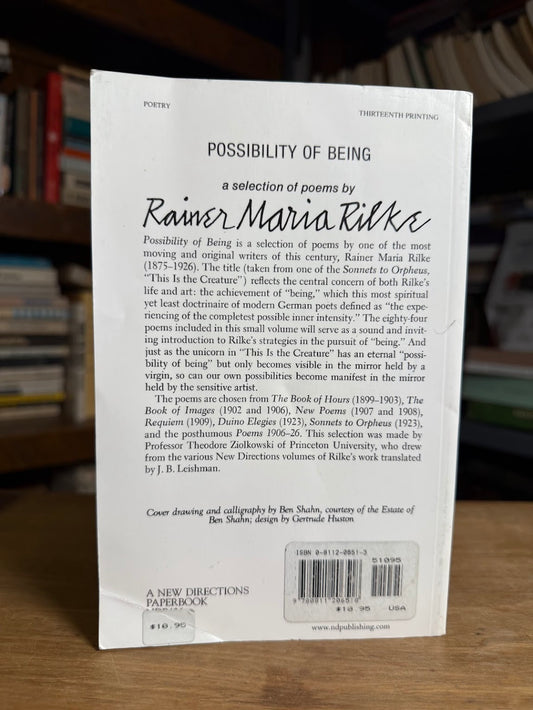 POETRY
THIRTEENTH PRINTING
POSSIBILITY OF BEING
a selection of poems by
Rainer Maria Rilke
Possibility of Being is a selection of poems by one of the most
moving and original writers of this century, Rainer Maria Rilke
(1875–1926). The title (taken from one of the Sonnets to Orpheus,
“This is the Creature”) reflects the central concern of both Rilke’s
life and art: the achievement of “being,” which this most spiritual
yet least doctrinaire of modern German poets defined as “the expe-
riencing of the completest possible inner intensity.” The eighty-four
poems included in this small volume will serve as a sound and invit-
ing introduction to Rilke’s strategies in the pursuit of “being.” And
just as the unicorn in “This Is the Creature” has an eternal “possi-
bility of being” but only becomes visible in the mirror held by a
virgin, so can our own possibilities become manifest in the mirror
held by the sensitive artist.
The poems are chosen from The Book of Hours (1899–1903), The
Book of Images (1902 and 1906), New Poems (1907 and 1908),
Requiem (1909), Duino Elegies (1923), Sonnets to Orpheus (1923),
and the posthumous Poems 1906–26. This selection was made by
Professor Theodore Ziolkowski of Princeton University, who drew
from the various New Directions volumes of Rilke’s work translated
by J. B. Leishman.
Cover drawing and calligraphy by Ben Shahn, courtesy of the Estate of
Ben Shahn; design by Gertrude Huston
ISBN 0-8112-0651-3
51095
9 780811 206518
$10.95 USA
A NEW DIRECTIONS
PAPERBOOK
$10.95
www.ndpublishing.com